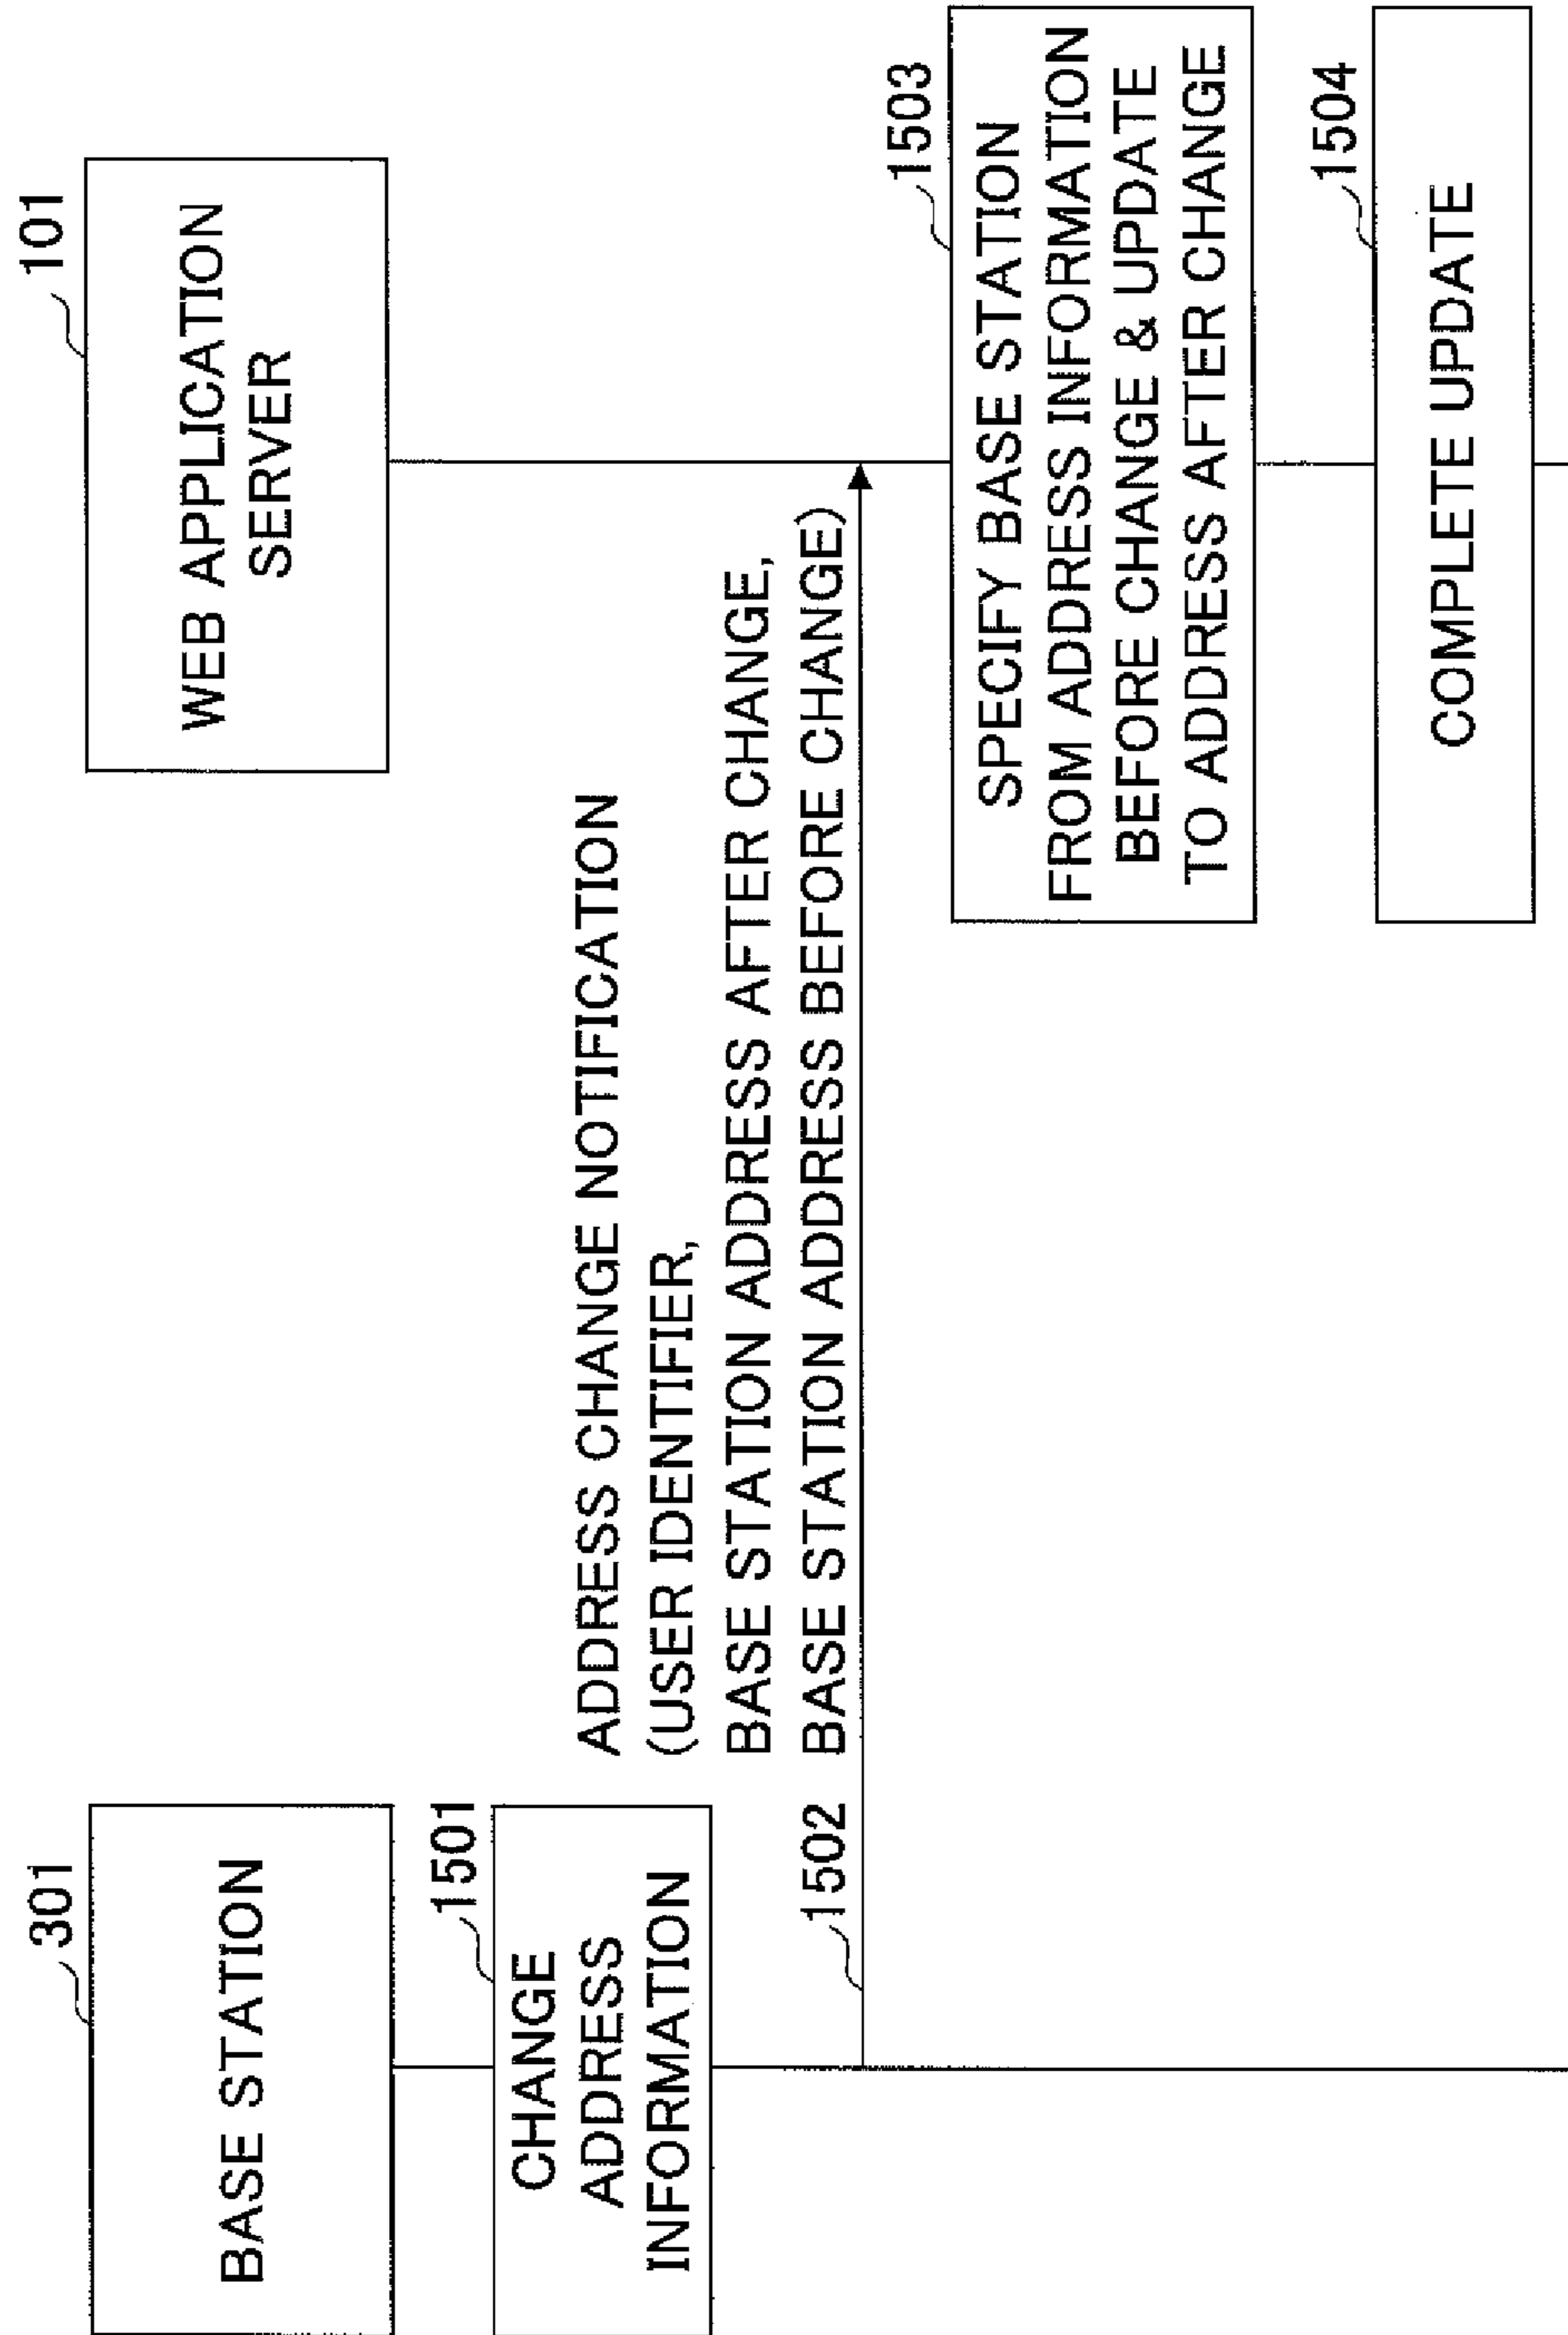 301
BASE STATION
101
WEB APPLICATION
SERVER
1501
CHANGE
ADDRESS
INFORMATION
ADDRESS CHANGE NOTIFICATION
(USER IDENTIFIER,
BASE STATION ADDRESS AFTER CHANGE,
BASE STATION ADDRESS BEFORE CHANGE)
1502
1503
SPECIFY BASE STATION
FROM ADDRESS INFORMATION
BEFORE CHANGE & UPDATE
TO ADDRESS AFTER CHANGE
1504
COMPLETE UPDATE